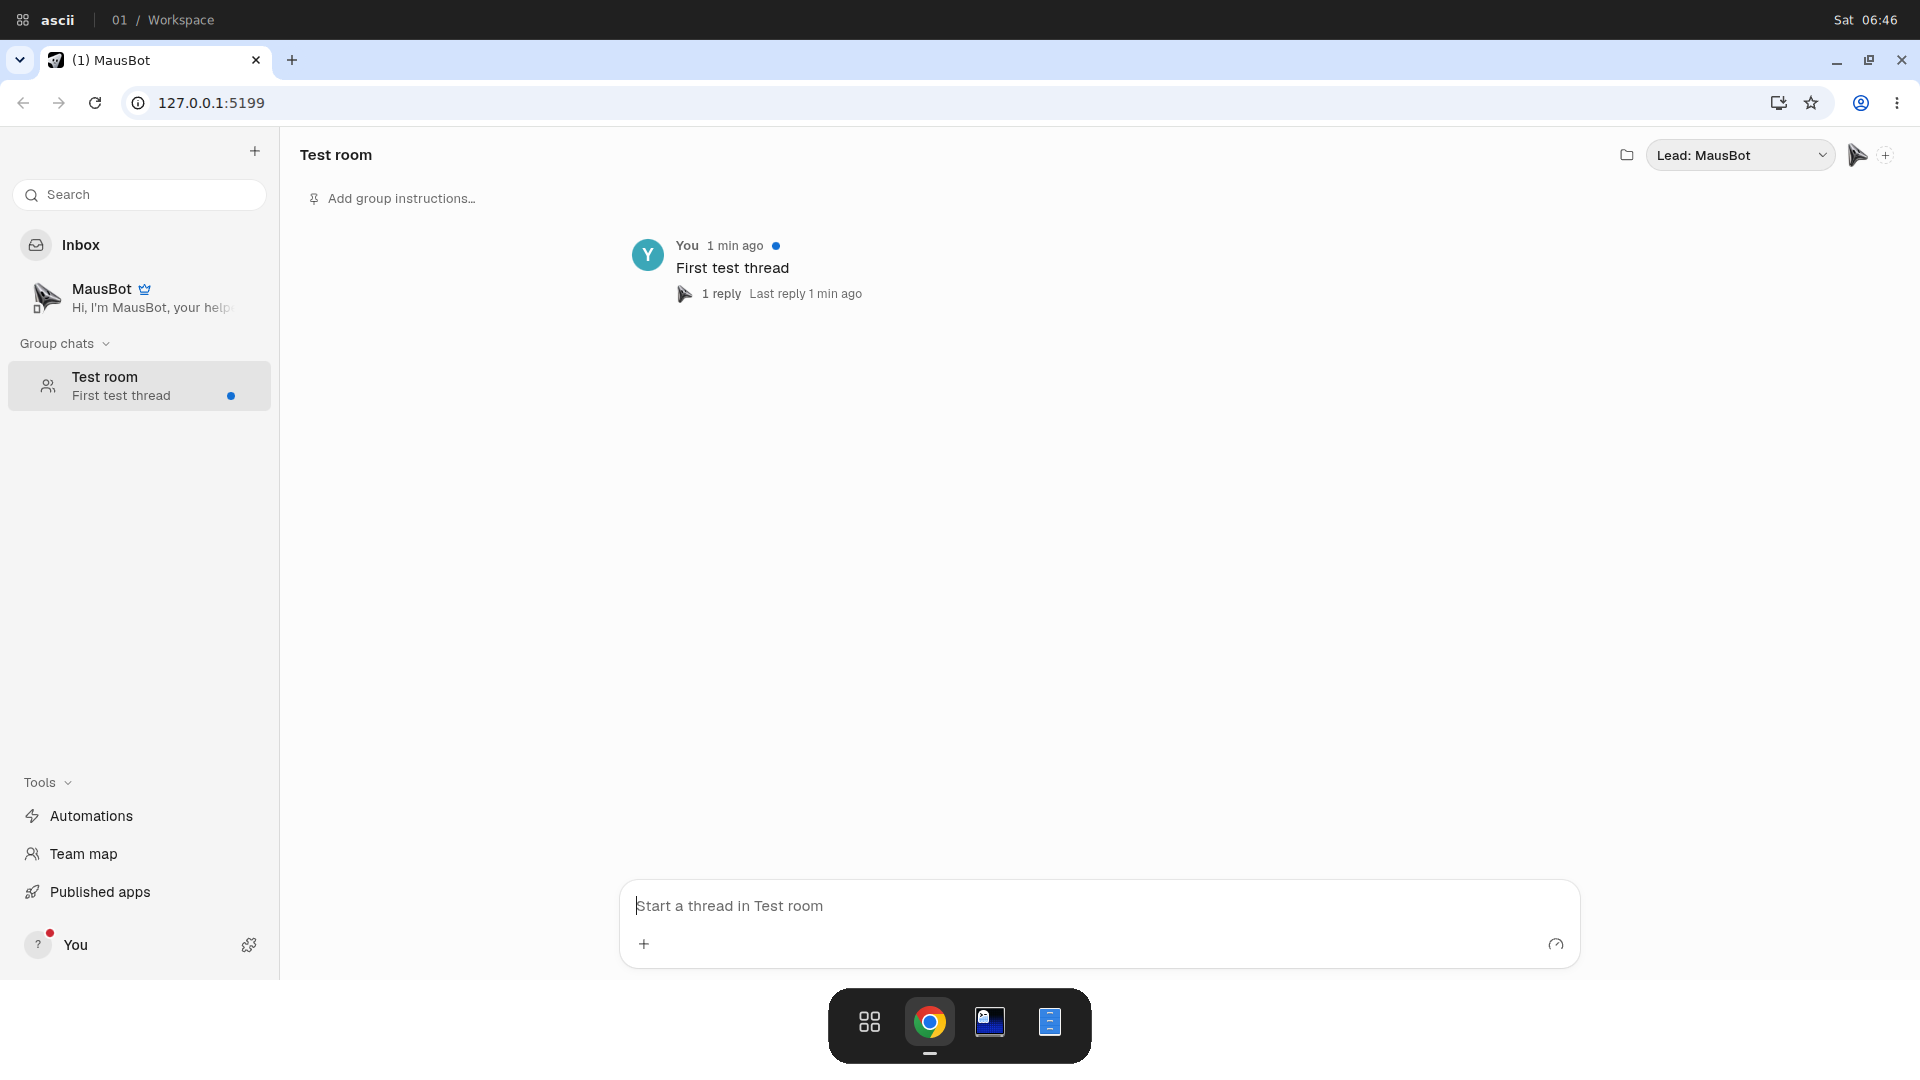 ascii 01 / Workspace Sat 06:46
(1) MausBot
127.0.0.1:5199
Test room
Lead: MausBot
Search
Add group instructions...
Inbox
You 1 min ago
Y
First test thread
1 reply Last reply 1 min ago
MausBot
Hi, I'm MausBot, your help
Group chats
Test room
First test thread
Tools
Automations
Team map
Published apps
? You
Start a thread in Test room